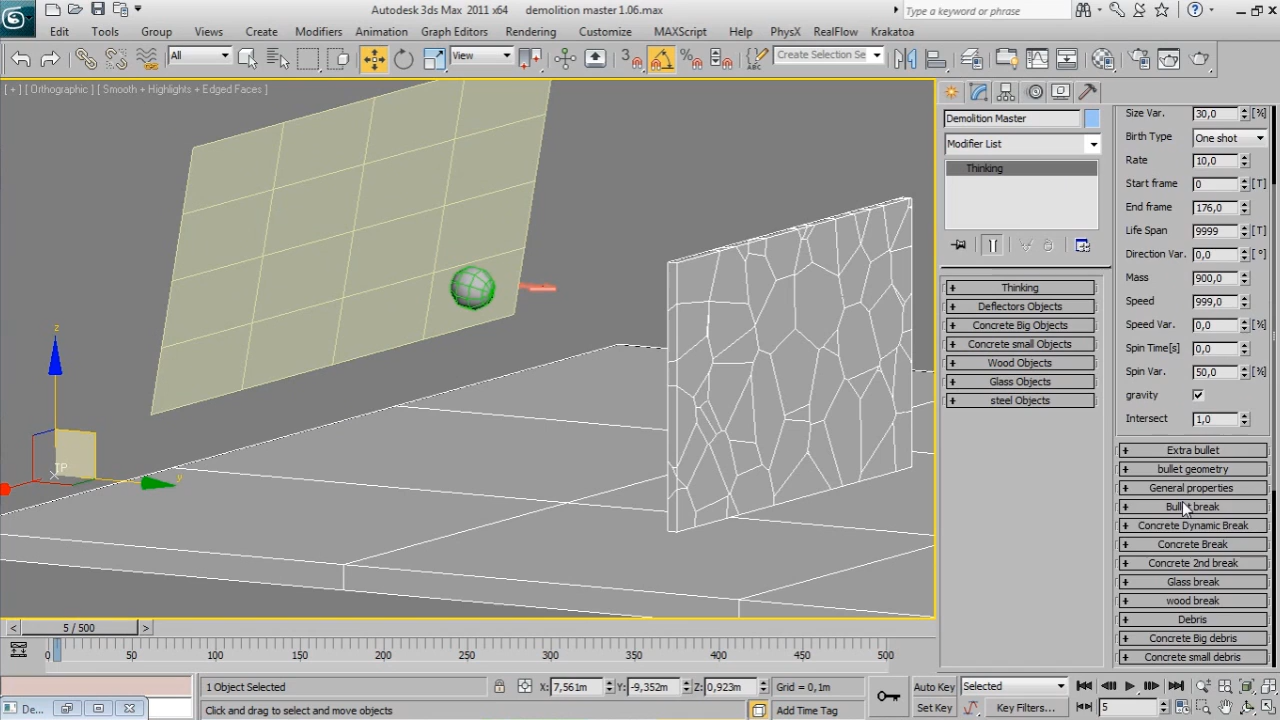 Autodesk 3ds Max 2011 x64 demolition master 1.06.max
Type a keyword or phrase
Edit Tools Group Views Create Modifiers Animation Graph Editors Rendering Customize MAXScript Help PhysX RealFlow Krakatoa
All View 3 Create Selection Se
[ + ] [ Orthographic ] [ Smooth + Highlights + Edged Faces ]
z
TP
y
Demolition Master
Modifier List
Thinking
+ Thinking
+ Deflectors Objects
+ Concrete Big Objects
+ Concrete small Objects
+ Wood Objects
+ Glass Objects
+ steel Objects
Size Var. 30,0 [%]
Birth Type One shot
Rate 10,0
Start frame 0 [T]
End frame 176,0
Life Span 9999 [T]
Direction Var. 0,0 [ °]
Mass 900,0
Speed 999,0
Speed Var. 0,0 [%]
Spin Time[s] 0,0
Spin Var. 50,0 [%]
gravity
Intersect 1,0
+ Extra bullet
+ bullet geometry
+ General properties
+ Bullet break
+ Concrete Dynamic Break
+ Concrete Break
+ Concrete 2nd break
+ Glass break
+ wood break
+ Debris
+ Concrete Big debris
+ Concrete small debris
< 5 / 500 >
0 50 100 150 200 250 300 350 400 450 500
1 Object Selected X: 7,561m Y: -9,352m Z: 0,923m Grid = 0,1m Auto Key Selected
De... Click and drag to select and move objects Add Time Tag Set Key Key Filters... 5